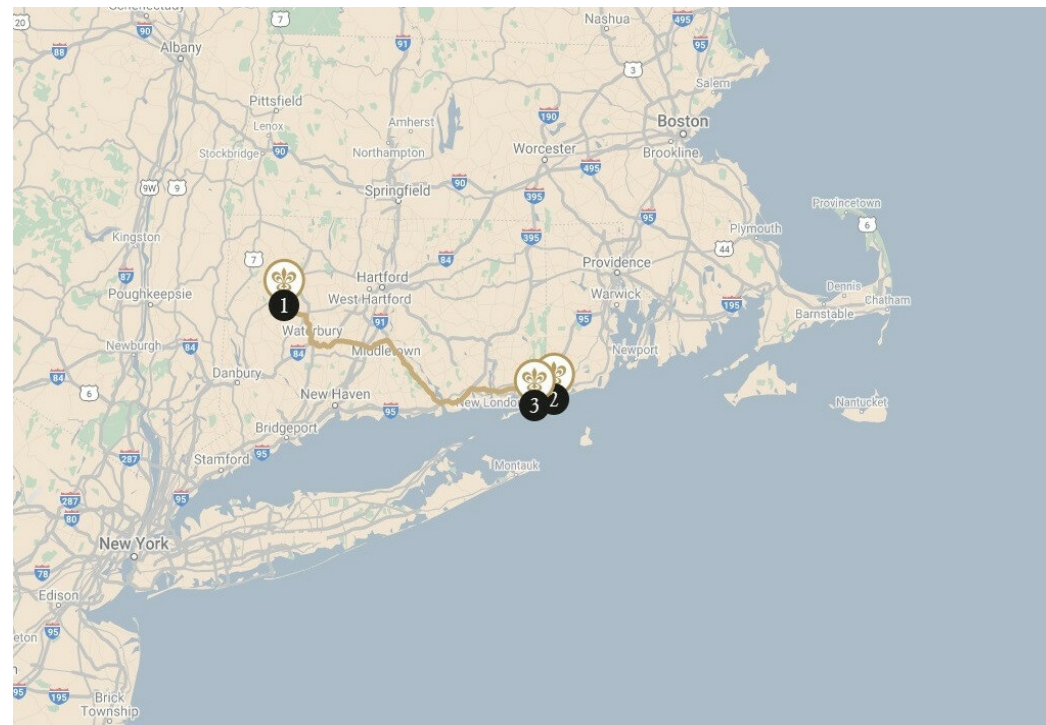 Schenectady
20
7
Nashua
495
90
88
Albany
91
95
3
Salem
Pittsfield
190
Boston
Lenox
Amherst
Brookline
Stockbridge
90
Northampton
Worcester
495
9W
9
Springfield
90
395
95
Provincetown
6
Kingston
395
44
Plymouth
7
84
87
Hartford
Providence
Poughkeepsie
West Hartford
Warwick
Dennis
Chatham
1
195
Barnstable
91
95
Waterbury
Newburgh
84
Middletown
Newport
84
Danbury
6
New Haven
95
New London
3
2
Nantucket
Bridgeport
287
Stamford
95
Montauk
287
95
80
New York
78
Edison
95
95
195
Brick
Township